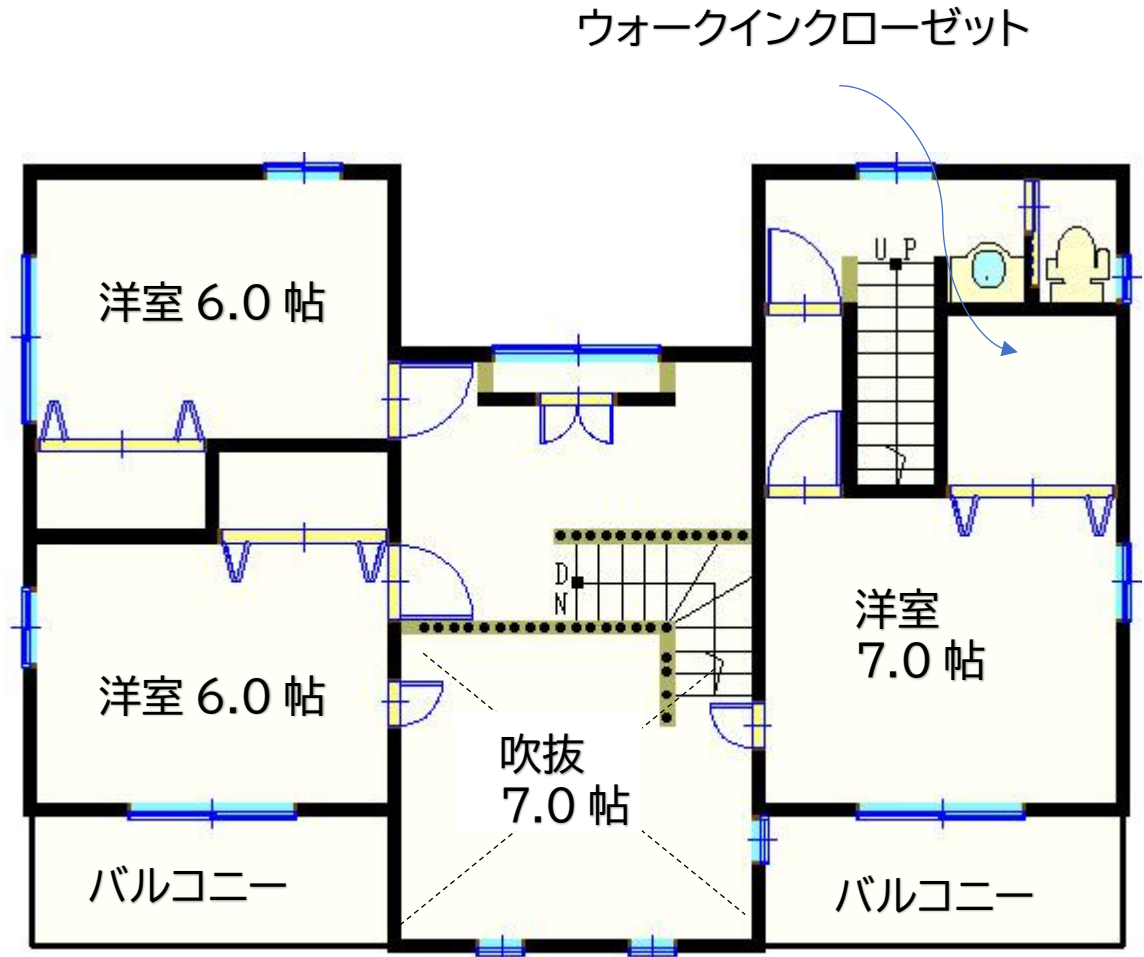 ウォークインクローゼット
洋室 6.0 帖
UP
DN
洋室
7.0 帖
洋室 6.0 帖
吹抜
7.0 帖
バルコニー
バルコニー